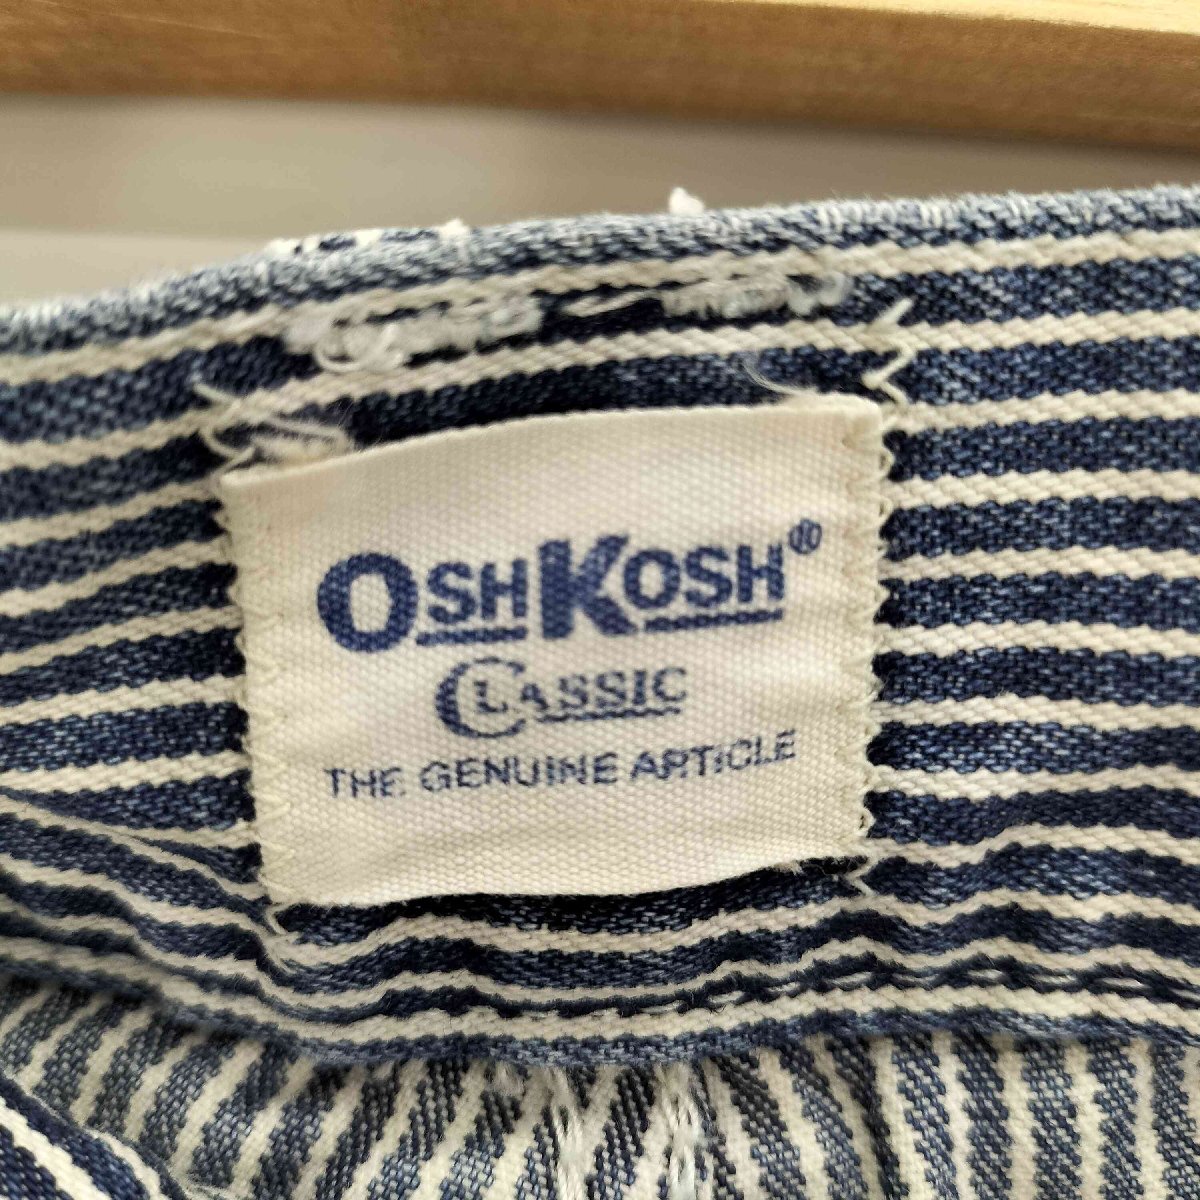 OSHKOSH®
CLASSIC
THE GENUINE ARTICLE